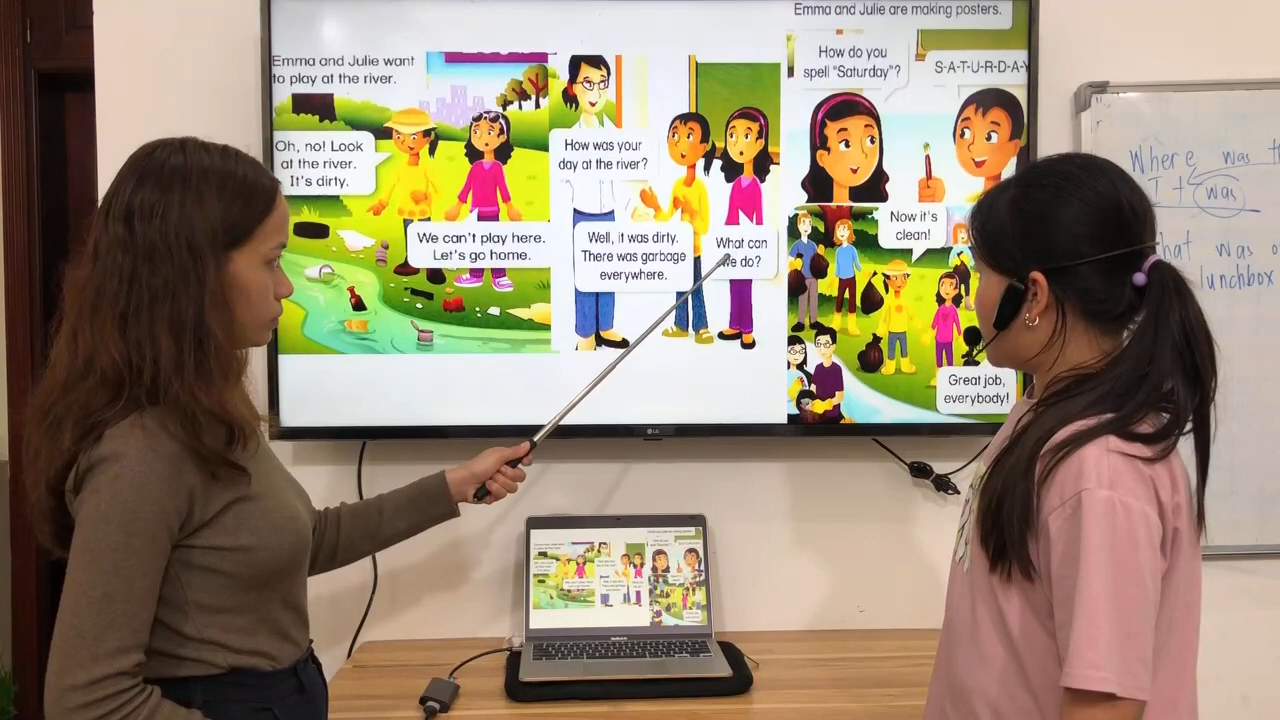 Emma and Julie want
to play at the river.
Oh, no! Look
at the river.
It's dirty.
We can't play here.
Let's go home.
How was your
day at the river?
Well, it was dirty.
There was garbage
everywhere.
What can
we do?
Emma and Julie are making posters.
How do you
spell "Saturday"?
S-A-T-U-R-D-A-Y
Now it's
clean!
Great job,
everybody!
LG
Where was
It was
was
lunchbox